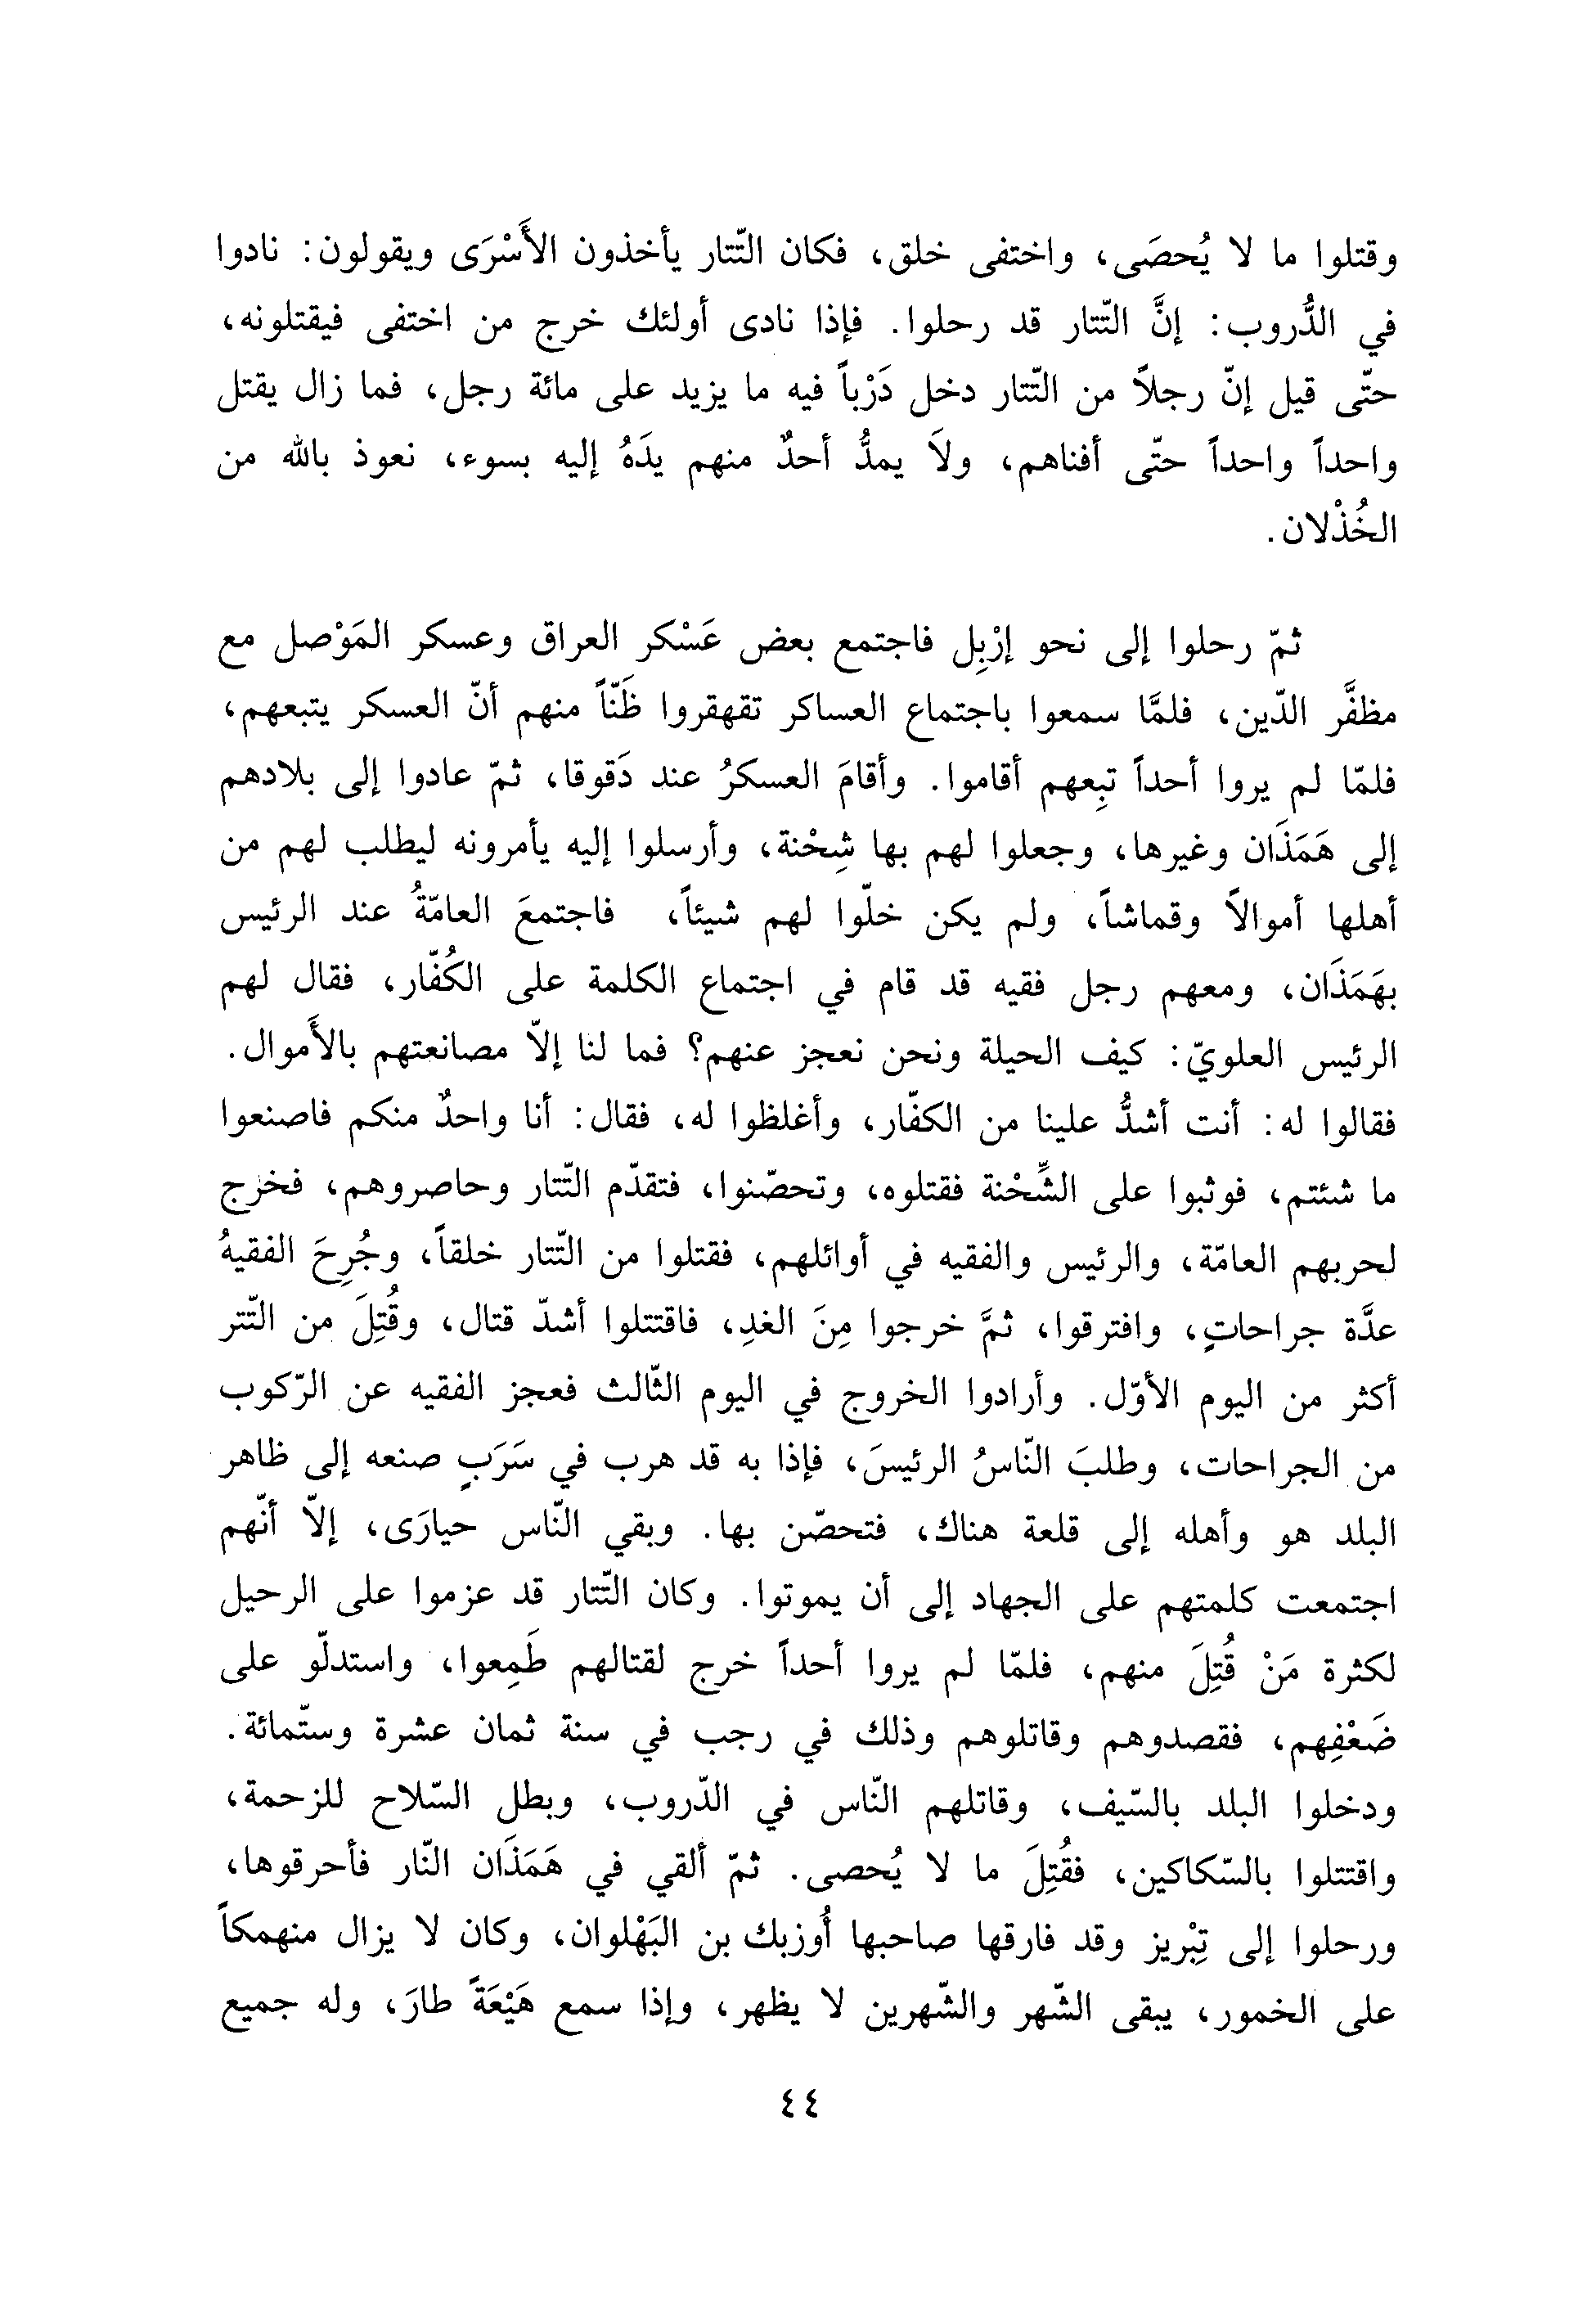 وقتلوا ما لا يُحصَى، واختفى خلق، فكان التّتار يأخذون الأَسْرَى ويقولون: نادوا
في الدُّروب: إنَّ التّتار قد رحلوا. فإذا نادى أولئك خرج من اختفى فيقتلونه،
حتّى قيل إنّ رجلاً من التّتار دخل دَرْباً فيه ما يزيد على مائة رجل، فما زال يقتل
واحداً واحداً حتّى أفناهم، ولاَ يمدُّ أحدٌ منهم يدَهُ إليه بسوء، نعوذ بالله من
الخُذْلان.
ثمّ رحلوا إلى نحو إرْبِل فاجتمع بعض عَسْكر العراق وعسكر المَوْصل مع
مظفَّر الدّين، فلمَّا سمعوا باجتماع العساكر تقهقروا ظَنّاً منهم أنّ العسكر يتبعهم،
فلمّا لم يروا أحداً تبِعهم أقاموا. وأقامَ العسكرُ عند دَقوقا، ثمّ عادوا إلى بلادهم
إلى هَمَذَان وغيرها، وجعلوا لهم بها شِحْنة، وأرسلوا إليه يأمرونه ليطلب لهم من
أهلها أموالاً وقماشاً، ولم يكن خلّوا لهم شيئاً، فاجتمعَ العامّةُ عند الرئيس
بهَمَذَان، ومعهم رجل فقيه قد قام في اجتماع الكلمة على الكُفّار، فقال لهم
الرئيس العلويّ: كيف الحيلة ونحن نعجز عنهم؟ فما لنا إلاّ مصانعتهم بالأَموال.
فقالوا له: أنت أشدُّ علينا من الكفّار، وأغلظوا له، فقال: أنا واحدٌ منكم فاصنعوا
ما شئتم، فوثبوا على الشِّحْنة فقتلوه، وتحصّنوا، فتقدّم التّتار وحاصروهم، فخرج
لحربهم العامّة، والرئيس والفقيه في أوائلهم، فقتلوا من التّتار خلقاً، وجُرِحَ الفقيهُ
عدَّة جراحاتٍ، وافترقوا، ثمَّ خرجوا مِنَ الغدِ، فاقتتلوا أشدّ قتال، وقُتِلَ من التّتر
أكثر من اليوم الأوّل. وأرادوا الخروج في اليوم الثّالث فعجز الفقيه عن الرّكوب
من الجراحات، وطلبَ النّاسُ الرئيسَ، فإذا به قد هرب في سَرَبٍ صنعه إلى ظاهر
البلد هو وأهله إلى قلعة هناك، فتحصّن بها. وبقي النّاس حيارَى، إلاّ أنّهم
اجتمعت كلمتهم على الجهاد إلى أن يموتوا. وكان التّتار قد عزموا على الرحيل
لكثرة مَنْ قُتِلَ منهم، فلمّا لم يروا أحداً خرج لقتالهم طَمِعوا، واستدلّو على
ضَعْفِهم، فقصدوهم وقاتلوهم وذلك في رجب في سنة ثمان عشرة وستّمائة.
ودخلوا البلد بالسّيف، وقاتلهم النّاس في الدّروب، وبطل السّلاح للزحمة،
واقتتلوا بالسّكاكين، فقُتِلَ ما لا يُحصى. ثمّ ألقي في هَمَذَان النّار فأحرقوها،
ورحلوا إلى تِبْريز وقد فارقها صاحبها أُوزبك بن البَهْلوان، وكان لا يزال منهمكاً
على الخمور، يبقى الشّهر والشّهرين لا يظهر، وإذا سمع هَيْعَةً طارَ، وله جميع
٤٤